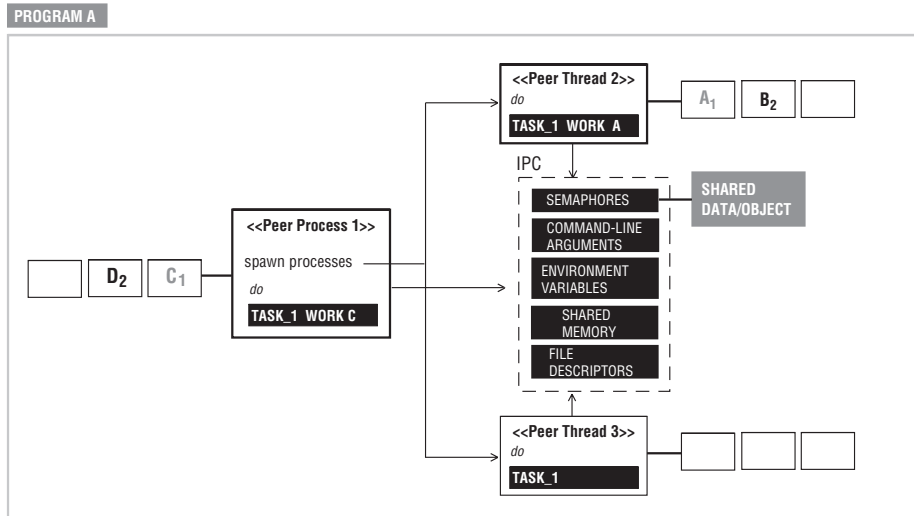 PROGRAM A
<<Peer Thread 2>>
do
TASK_1 WORK A
A1
B2
IPC
SEMAPHORES
COMMAND-LINE
ARGUMENTS
ENVIRONMENT
VARIABLES
SHARED
MEMORY
FILE
DESCRIPTORS
SHARED
DATA/OBJECT
<<Peer Process 1>>
spawn processes
do
TASK_1 WORK C
D2
C1
<<Peer Thread 3>>
do
TASK_1